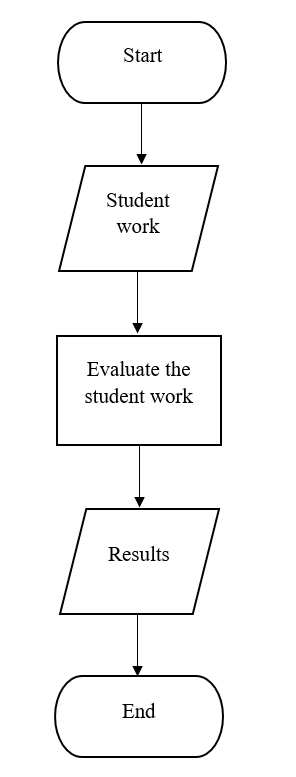 Start
Student
work
Evaluate the
student work
Results
End